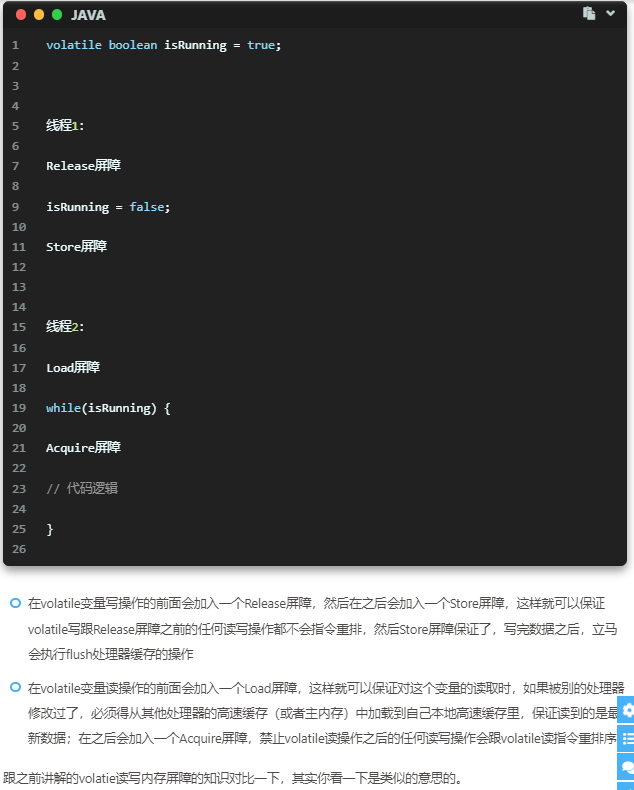 JAVA
1 volatile boolean isRunning = true;
2
3
4
5 线程1:
6
7 Release屏障
8
9 isRunning = false;
10
11 Store屏障
12
13
14
15 线程2:
16
17 Load屏障
18
19 while(isRunning) {
20
21 Acquire屏障
22
23 // 代码逻辑
24
25 }
26
在volatile变量写操作的前面会加入一个Release屏障，然后在之后会加入一个Store屏障，这样就可以保证
volatile写跟Release屏障之前的任何读写操作都不会指令重排，然后Store屏障保证了，写完数据之后，立马
会执行flush处理器缓存的操作
在volatile变量读操作的前面会加入一个Load屏障，这样就可以保证对这个变量的读取时，如果被别的处理器
修改过了，必须得从其他处理器的高速缓存（或者主内存）中加载到自己本地高速缓存里，保证读到的是最
新数据；在之后会加入一个Acquire屏障，禁止volatile读操作之后的任何读写操作会跟volatile读指令重排序
跟之前讲解的volatie读写内存屏障的知识对比一下，其实你看一下是类似的意思的。